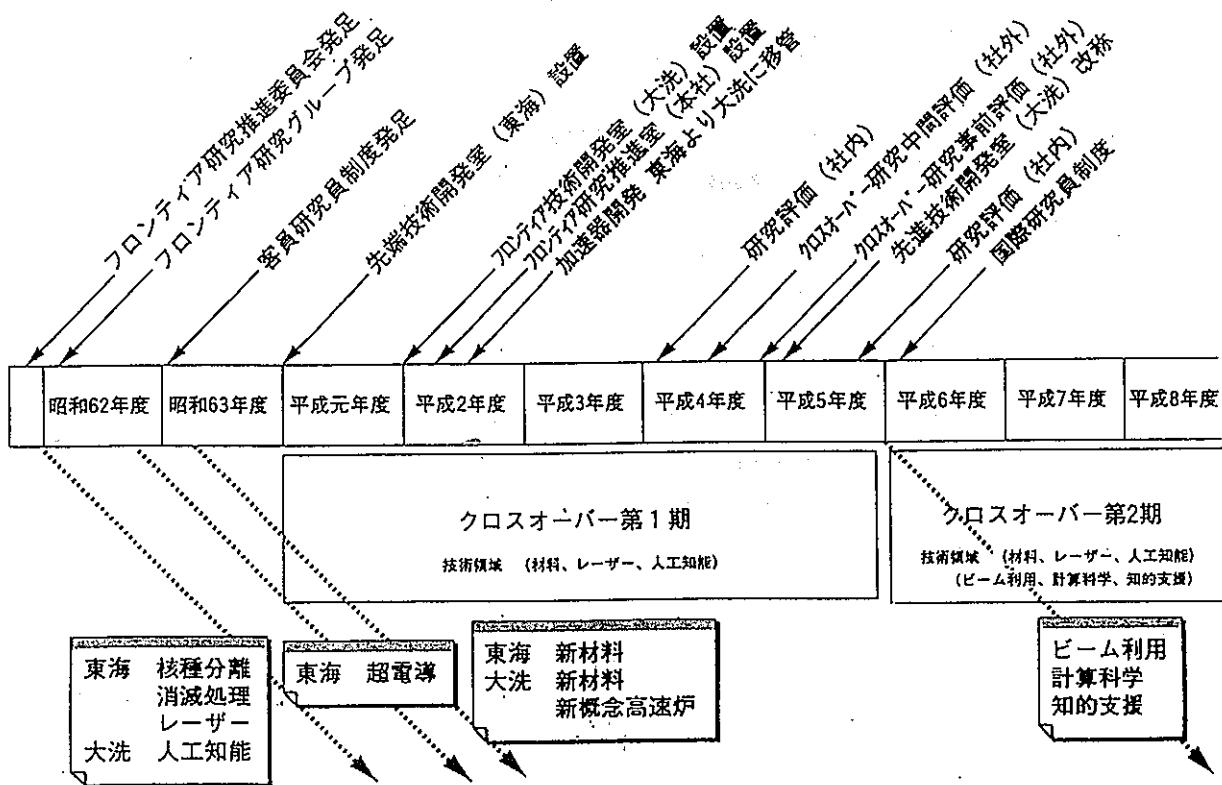 フロンティア研究推進委員会発足
フロンティア研究グループ発足
客員研究員制度発足
先端技術開発室（東海）設置
フロンティア技術開発室（大洗）設置
フロンティア研究推進室（本社）設置
加速器開発 東海より大洗に移管
研究評価（社内）
クロスオーバー研究中間評価（社外）
クロスオーバー研究事前評価（社外）
先進技術開発室（大洗）改称
研究評価（社内）
国際研究員制度
昭和62年度
昭和63年度
平成元年度
平成2年度
平成3年度
平成4年度
平成5年度
平成6年度
平成7年度
平成8年度
クロスオーバー第1期
技術領域 （材料、レーザー、人工知能）
クロスオーバー第2期
技術領域 （材料、レーザー、人工知能）
（ビーム利用、計算科学、知的支援）
東海 核種分離
消滅処理
レーザー
大洗 人工知能
東海 超電導
東海 新材料
大洗 新材料
新概念高速炉
ビーム利用
計算科学
知的支援